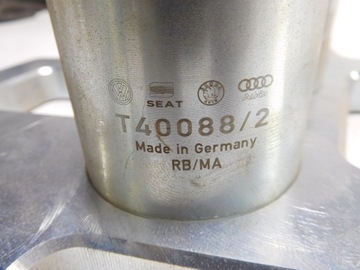 SEAT
T40088/2
Made in Germany
RB/MA